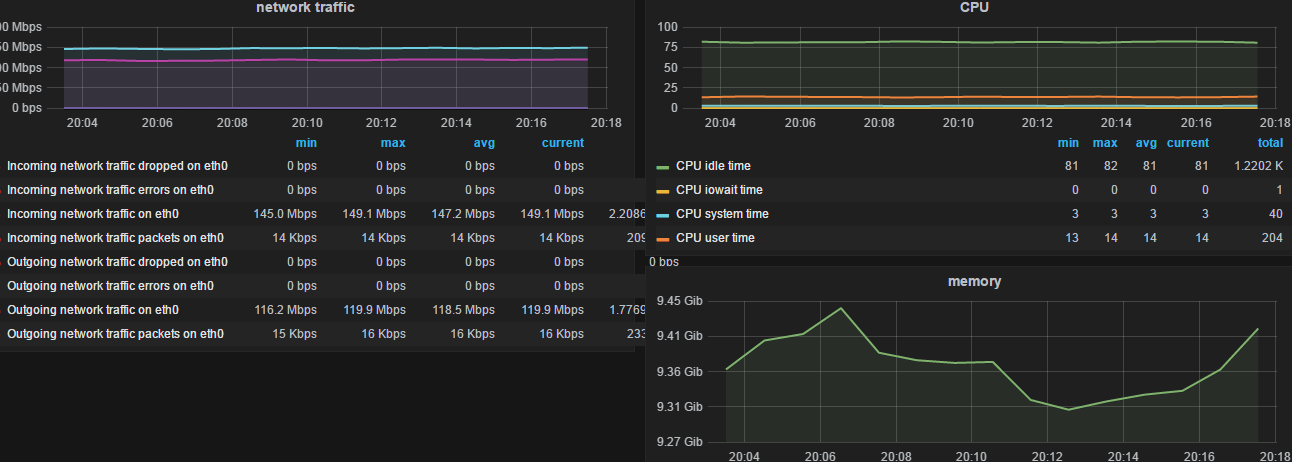 network traffic
00 Mbps
50 Mbps
00 Mbps
50 Mbps
0 bps
20:04 20:06 20:08 20:10 20:12 20:14 20:16 20:18
min max avg current
Incoming network traffic dropped on eth0 0 bps 0 bps 0 bps 0 bps
Incoming network traffic errors on eth0 0 bps 0 bps 0 bps 0 bps
Incoming network traffic on eth0 145.0 Mbps 149.1 Mbps 147.2 Mbps 149.1 Mbps 2.2086
Incoming network traffic packets on eth0 14 Kbps 14 Kbps 14 Kbps 14 Kbps 209
Outgoing network traffic dropped on eth0 0 bps 0 bps 0 bps 0 bps
Outgoing network traffic errors on eth0 0 bps 0 bps 0 bps 0 bps
Outgoing network traffic on eth0 116.2 Mbps 119.9 Mbps 118.5 Mbps 119.9 Mbps 1.7769
Outgoing network traffic packets on eth0 15 Kbps 16 Kbps 16 Kbps 16 Kbps 233
CPU
100
75
50
25
0
20:04 20:06 20:08 20:10 20:12 20:14 20:16 20:18
min max avg current total
CPU idle time 81 82 81 81 1.2202 K
CPU iowait time 0 0 0 0 1
CPU system time 3 3 3 3 40
CPU user time 13 14 14 14 204
0 bps
memory
9.45 Gib
9.41 Gib
9.36 Gib
9.31 Gib
9.27 Gib
20:04 20:06 20:08 20:10 20:12 20:14 20:16 20:18